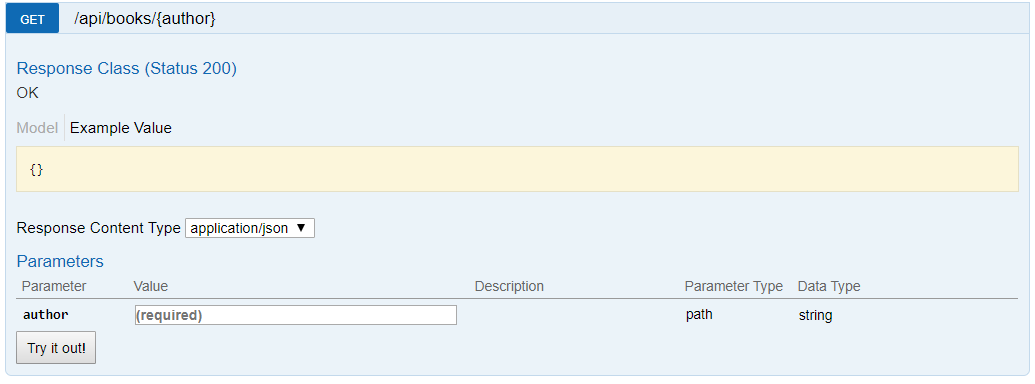 GET /api/books/{author}
Response Class (Status 200)
OK
Model Example Value
{}
Response Content Type application/json ▼
Parameters
Parameter Value Description Parameter Type Data Type
author (required) path string
Try it out!